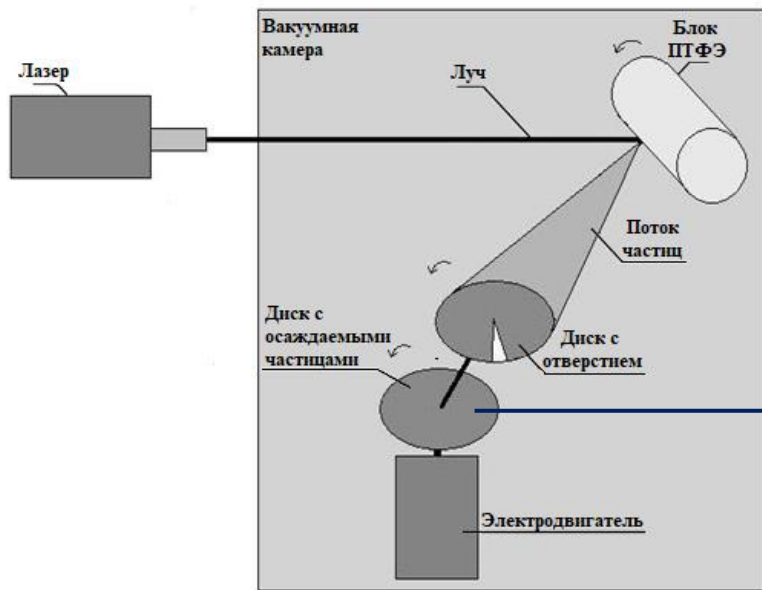 Вакуумная
камера
Блок
ПТФЭ
Лазер
Луч
Поток
частиц
Диск с
осаждаемыми
частицами
Диск с
отверстием
Электродвигатель